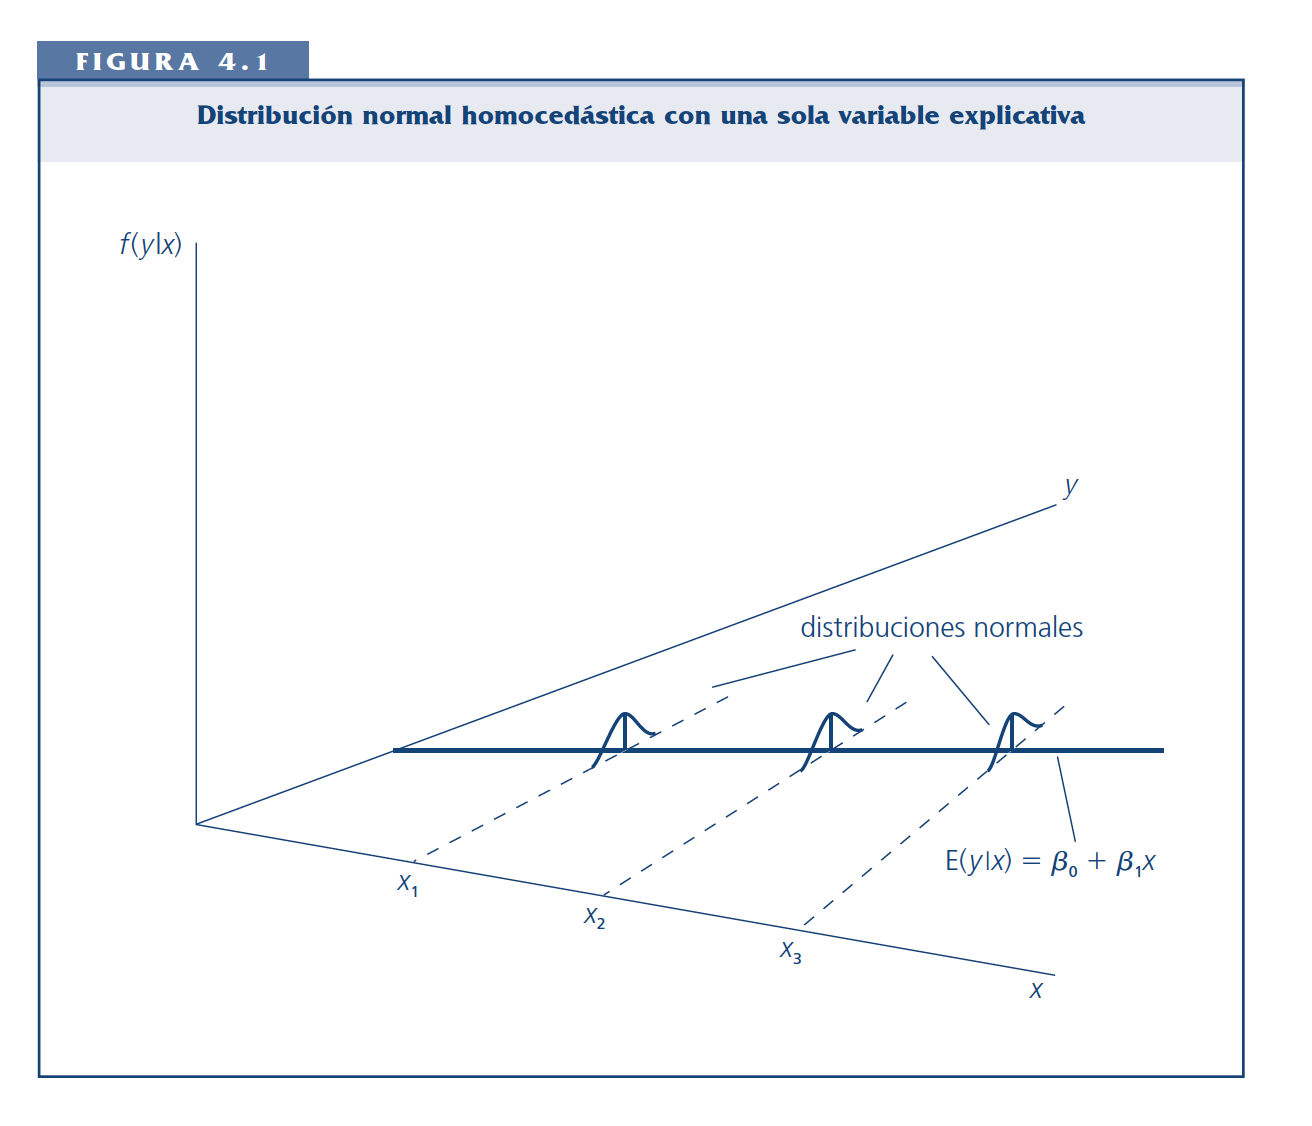 FIGURA 4.1
Distribución normal homocedástica con una sola variable explicativa
f(y|x)
y
distribuciones normales
E(y|x) = β₀ + β₁x
x₁
x₂
x₃
x